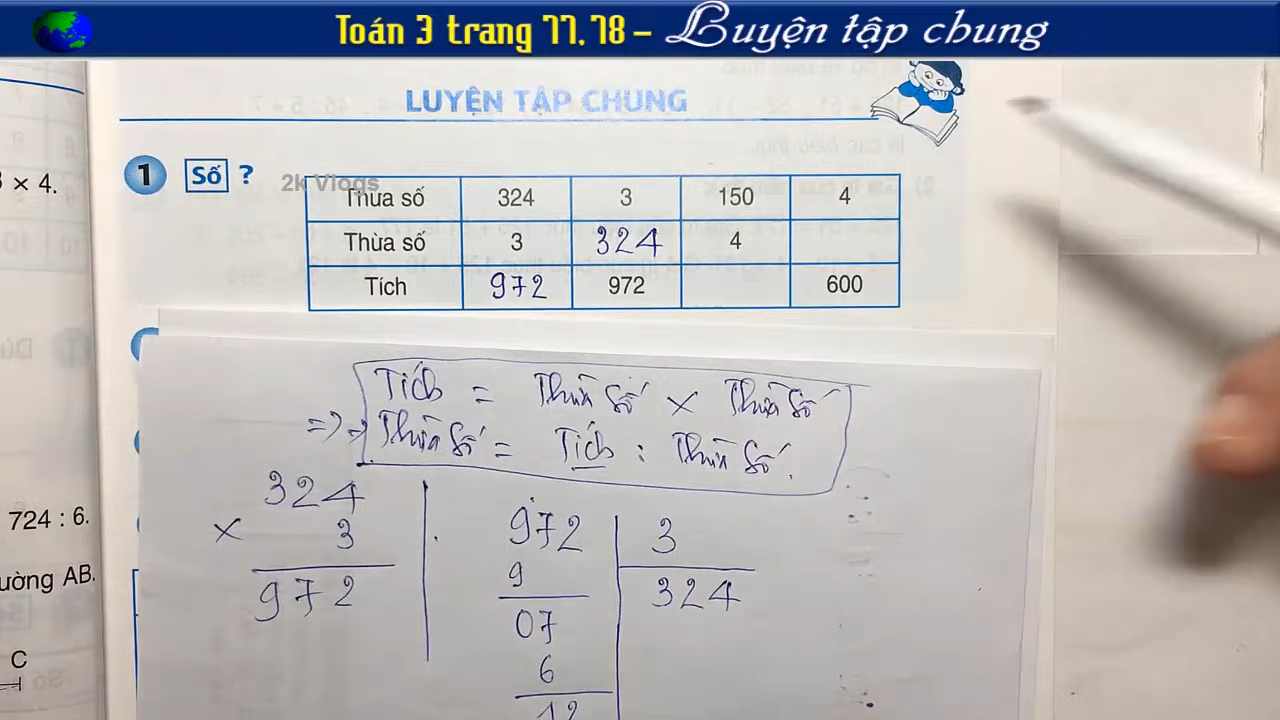 Toán 3 trang 77, 78 – Luyện tập chung
LUYỆN TẬP CHUNG
1 Số ?
2k Vlogs
Thừa số 324 3 150 4
Thừa số 3 324 4
Tích 972 972 600
× 4.
724 : 6.
ường AB.
C
Tích = Thừa Số × Thừa Số
=> Thừa Số = Tích : Thừa Số.
324
× 3
972
972 3
9 324
07
6
12